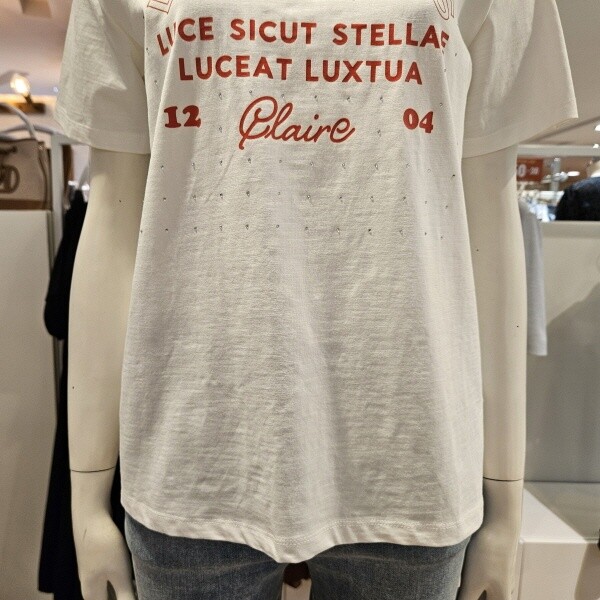 LUCE SICUT STELLAE
LUCEAT LUXTUA
12 Claire 04